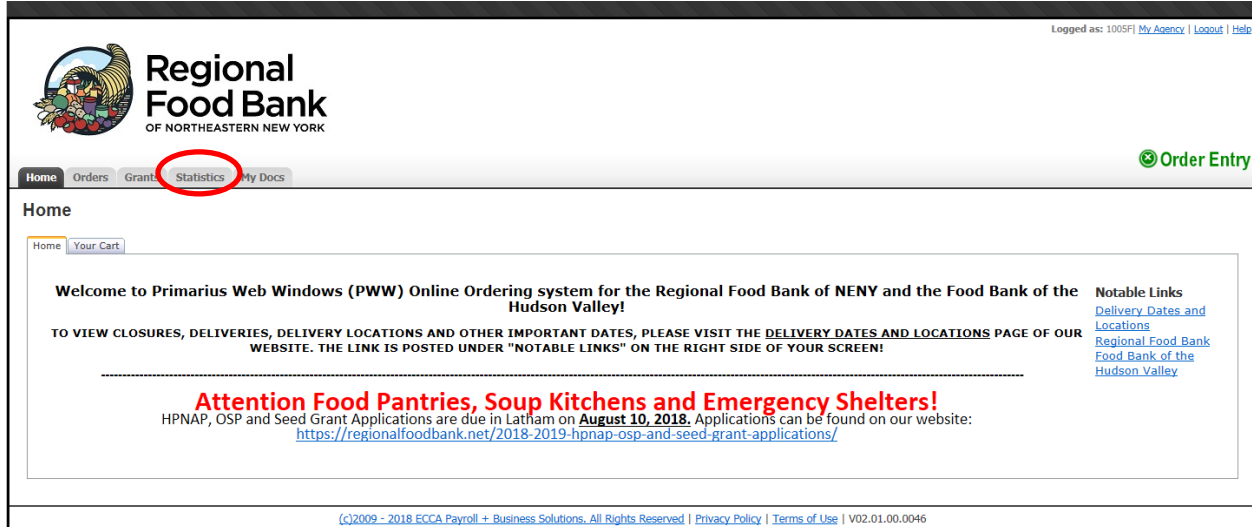 Logged as: 1005F| My Agency | Logout | Help
Regional
Food Bank
OF NORTHEASTERN NEW YORK
Order Entry
Home Orders Grants Statistics My Docs
Home
Home Your Cart
Welcome to Primarius Web Windows (PWW) Online Ordering system for the Regional Food Bank of NENY and the Food Bank of the
Hudson Valley!
TO VIEW CLOSURES, DELIVERIES, DELIVERY LOCATIONS AND OTHER IMPORTANT DATES, PLEASE VISIT THE DELIVERY DATES AND LOCATIONS PAGE OF OUR
WEBSITE. THE LINK IS POSTED UNDER "NOTABLE LINKS" ON THE RIGHT SIDE OF YOUR SCREEN!
Attention Food Pantries, Soup Kitchens and Emergency Shelters!
HPNAP, OSP and Seed Grant Applications are due in Latham on August 10, 2018. Applications can be found on our website:
https://regionalfoodbank.net/2018-2019-hpnap-osp-and-seed-grant-applications/
Notable Links
Delivery Dates and
Locations
Regional Food Bank
Food Bank of the
Hudson Valley
(c)2009 - 2018 ECCA Payroll + Business Solutions. All Rights Reserved | Privacy Policy | Terms of Use | V02.01.00.0046